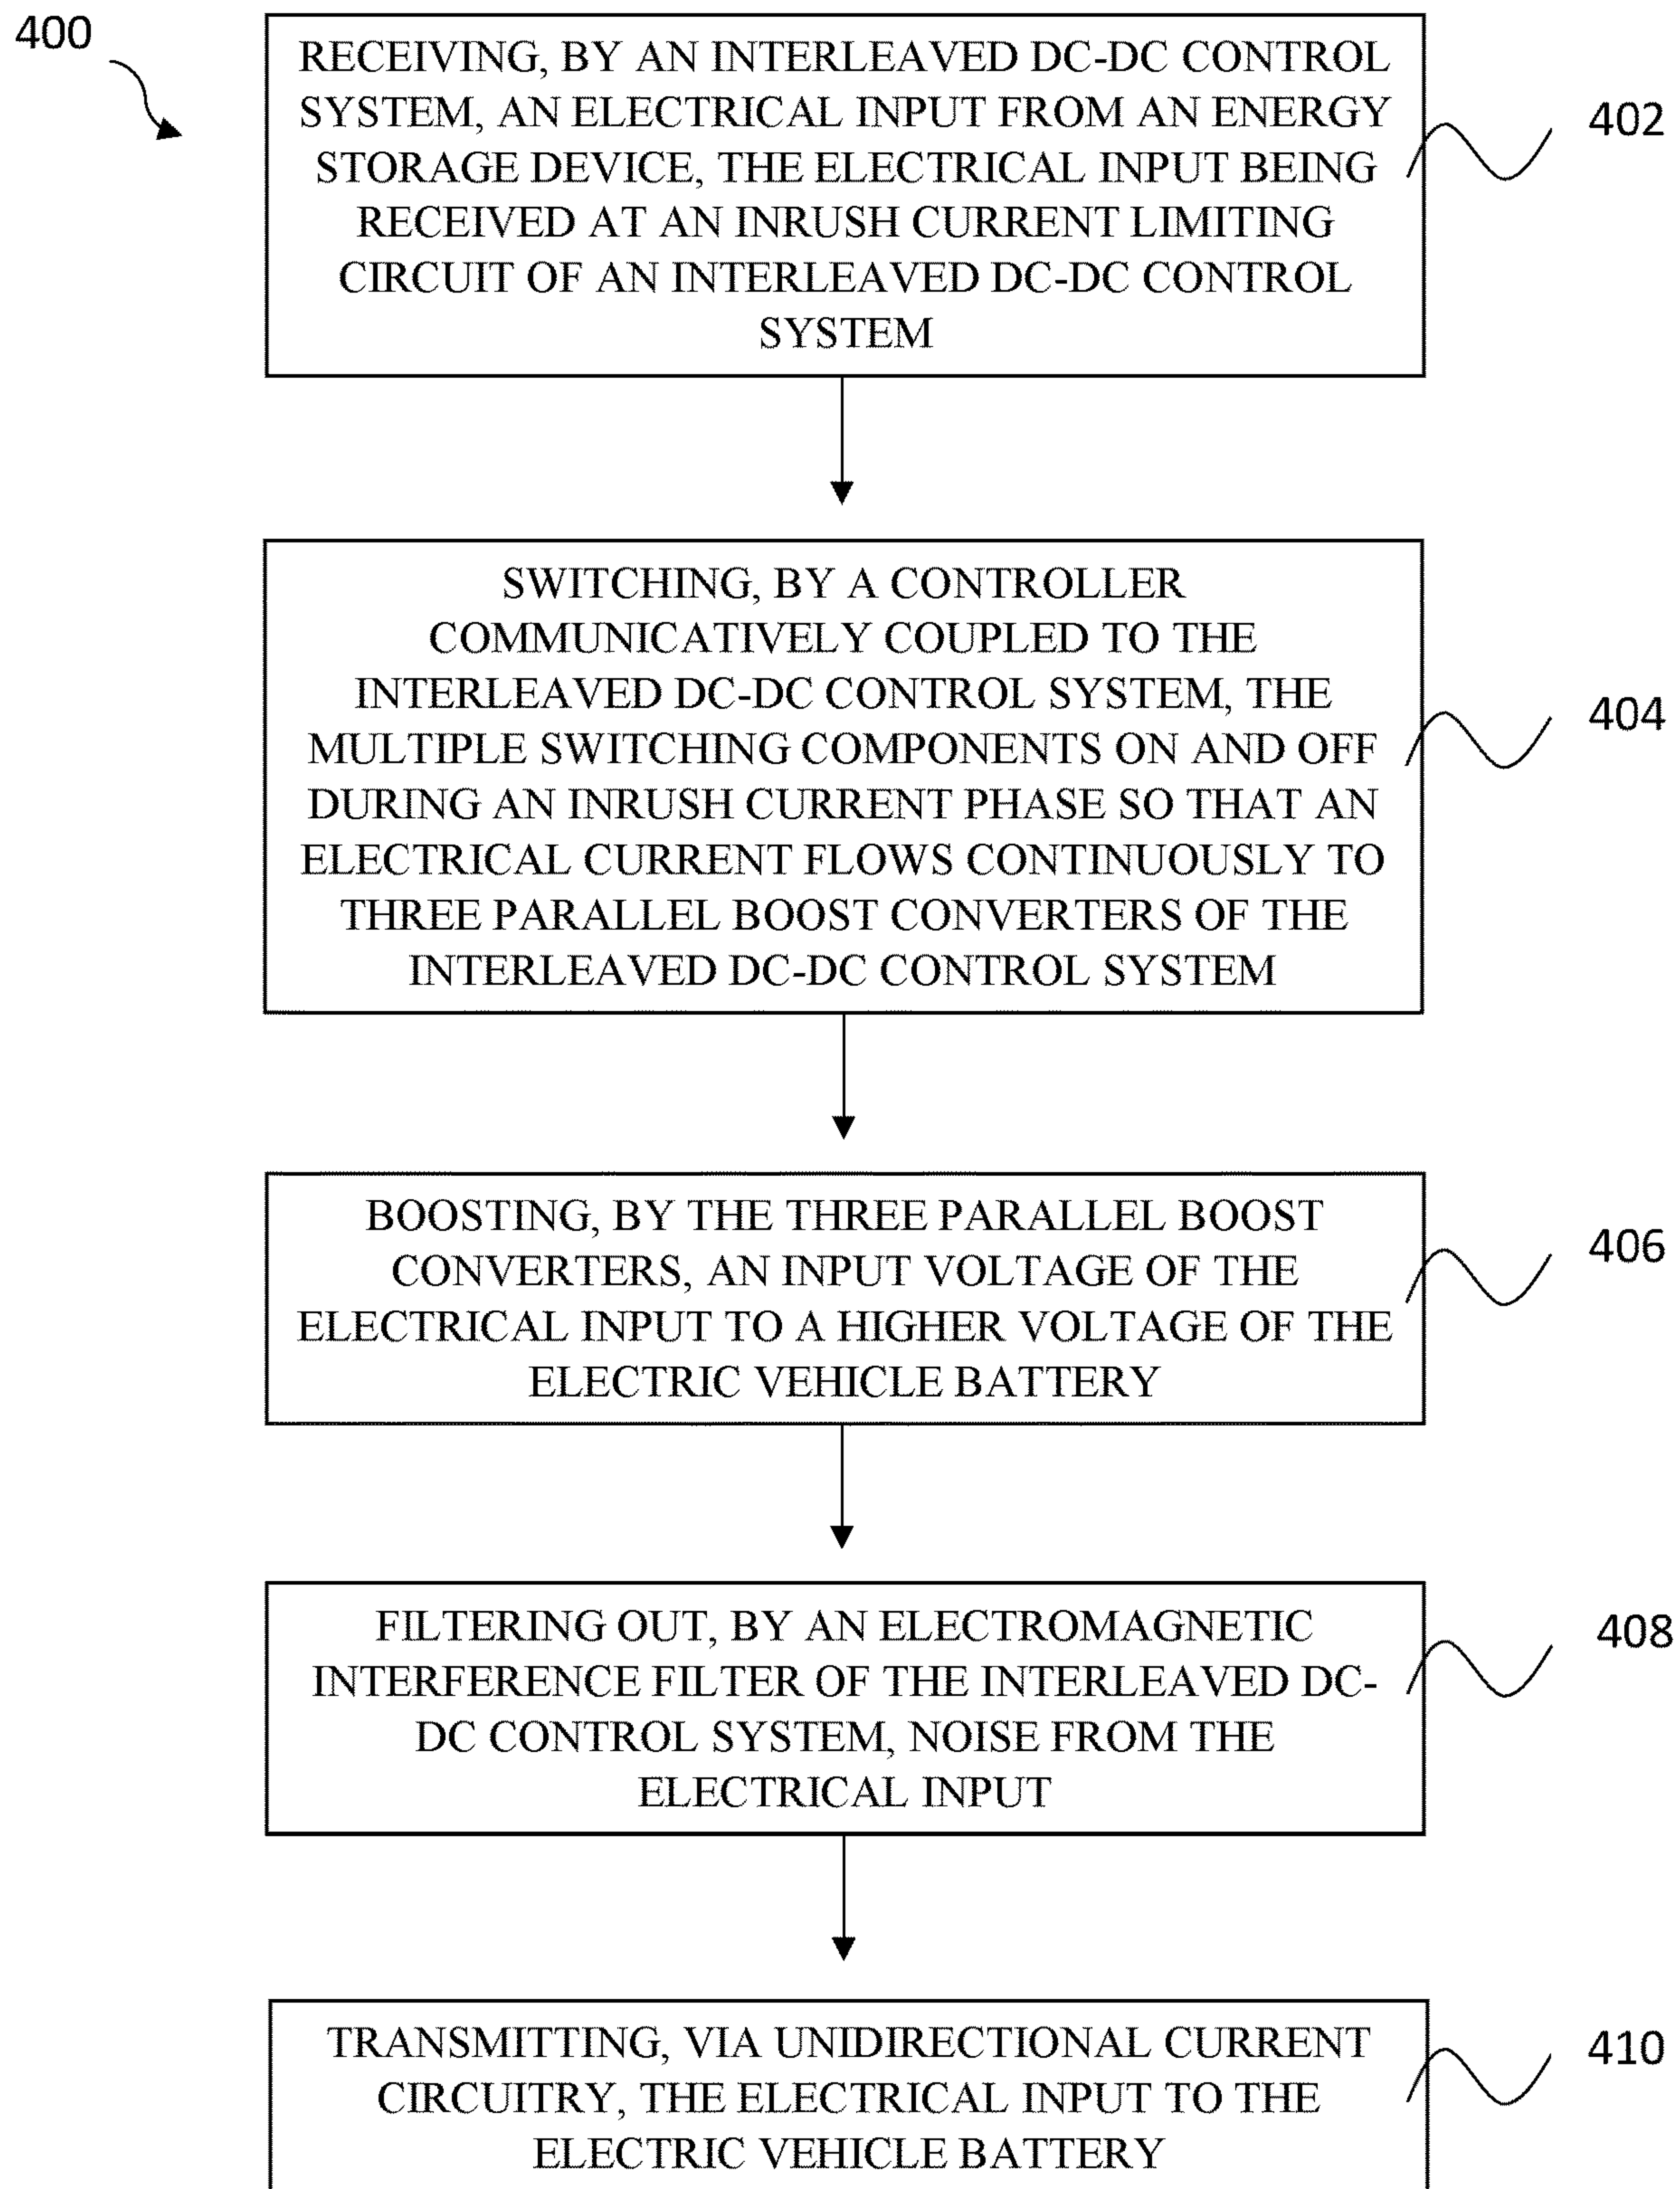 400
RECEIVING, BY AN INTERLEAVED DC-DC CONTROL
SYSTEM, AN ELECTRICAL INPUT FROM AN ENERGY
STORAGE DEVICE, THE ELECTRICAL INPUT BEING
RECEIVED AT AN INRUSH CURRENT LIMITING
CIRCUIT OF AN INTERLEAVED DC-DC CONTROL
SYSTEM
402
SWITCHING, BY A CONTROLLER
COMMUNICATIVELY COUPLED TO THE
INTERLEAVED DC-DC CONTROL SYSTEM, THE
MULTIPLE SWITCHING COMPONENTS ON AND OFF
DURING AN INRUSH CURRENT PHASE SO THAT AN
ELECTRICAL CURRENT FLOWS CONTINUOUSLY TO
THREE PARALLEL BOOST CONVERTERS OF THE
INTERLEAVED DC-DC CONTROL SYSTEM
404
BOOSTING, BY THE THREE PARALLEL BOOST
CONVERTERS, AN INPUT VOLTAGE OF THE
ELECTRICAL INPUT TO A HIGHER VOLTAGE OF THE
ELECTRIC VEHICLE BATTERY
406
FILTERING OUT, BY AN ELECTROMAGNETIC
INTERFERENCE FILTER OF THE INTERLEAVED DC-
DC CONTROL SYSTEM, NOISE FROM THE
ELECTRICAL INPUT
408
TRANSMITTING, VIA UNIDIRECTIONAL CURRENT
CIRCUITRY, THE ELECTRICAL INPUT TO THE
ELECTRIC VEHICLE BATTERY
410